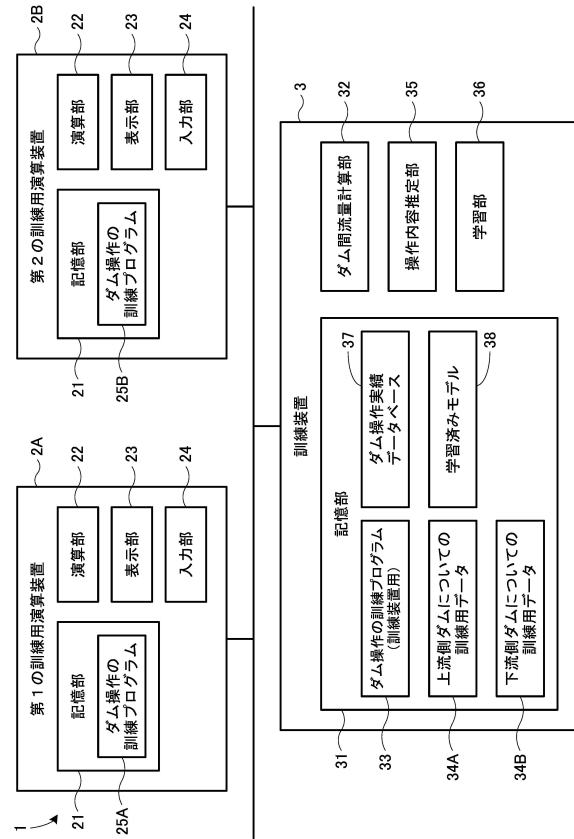 1
2A
第1の訓練用演算装置
記憶部
21
ダム操作の
訓練プログラム
25A
演算部
22
表示部
23
入力部
24
2B
第2の訓練用演算装置
記憶部
21
ダム操作の
訓練プログラム
25B
演算部
22
表示部
23
入力部
24
3
訓練装置
記憶部
31
ダム操作の訓練プログラム
（訓練装置用）
33
上流側ダムについての
訓練用データ
34A
下流側ダムについての
訓練用データ
34B
ダム操作実績
データベース
37
学習済みモデル
38
ダム間流量計算部
32
操作内容推定部
35
学習部
36